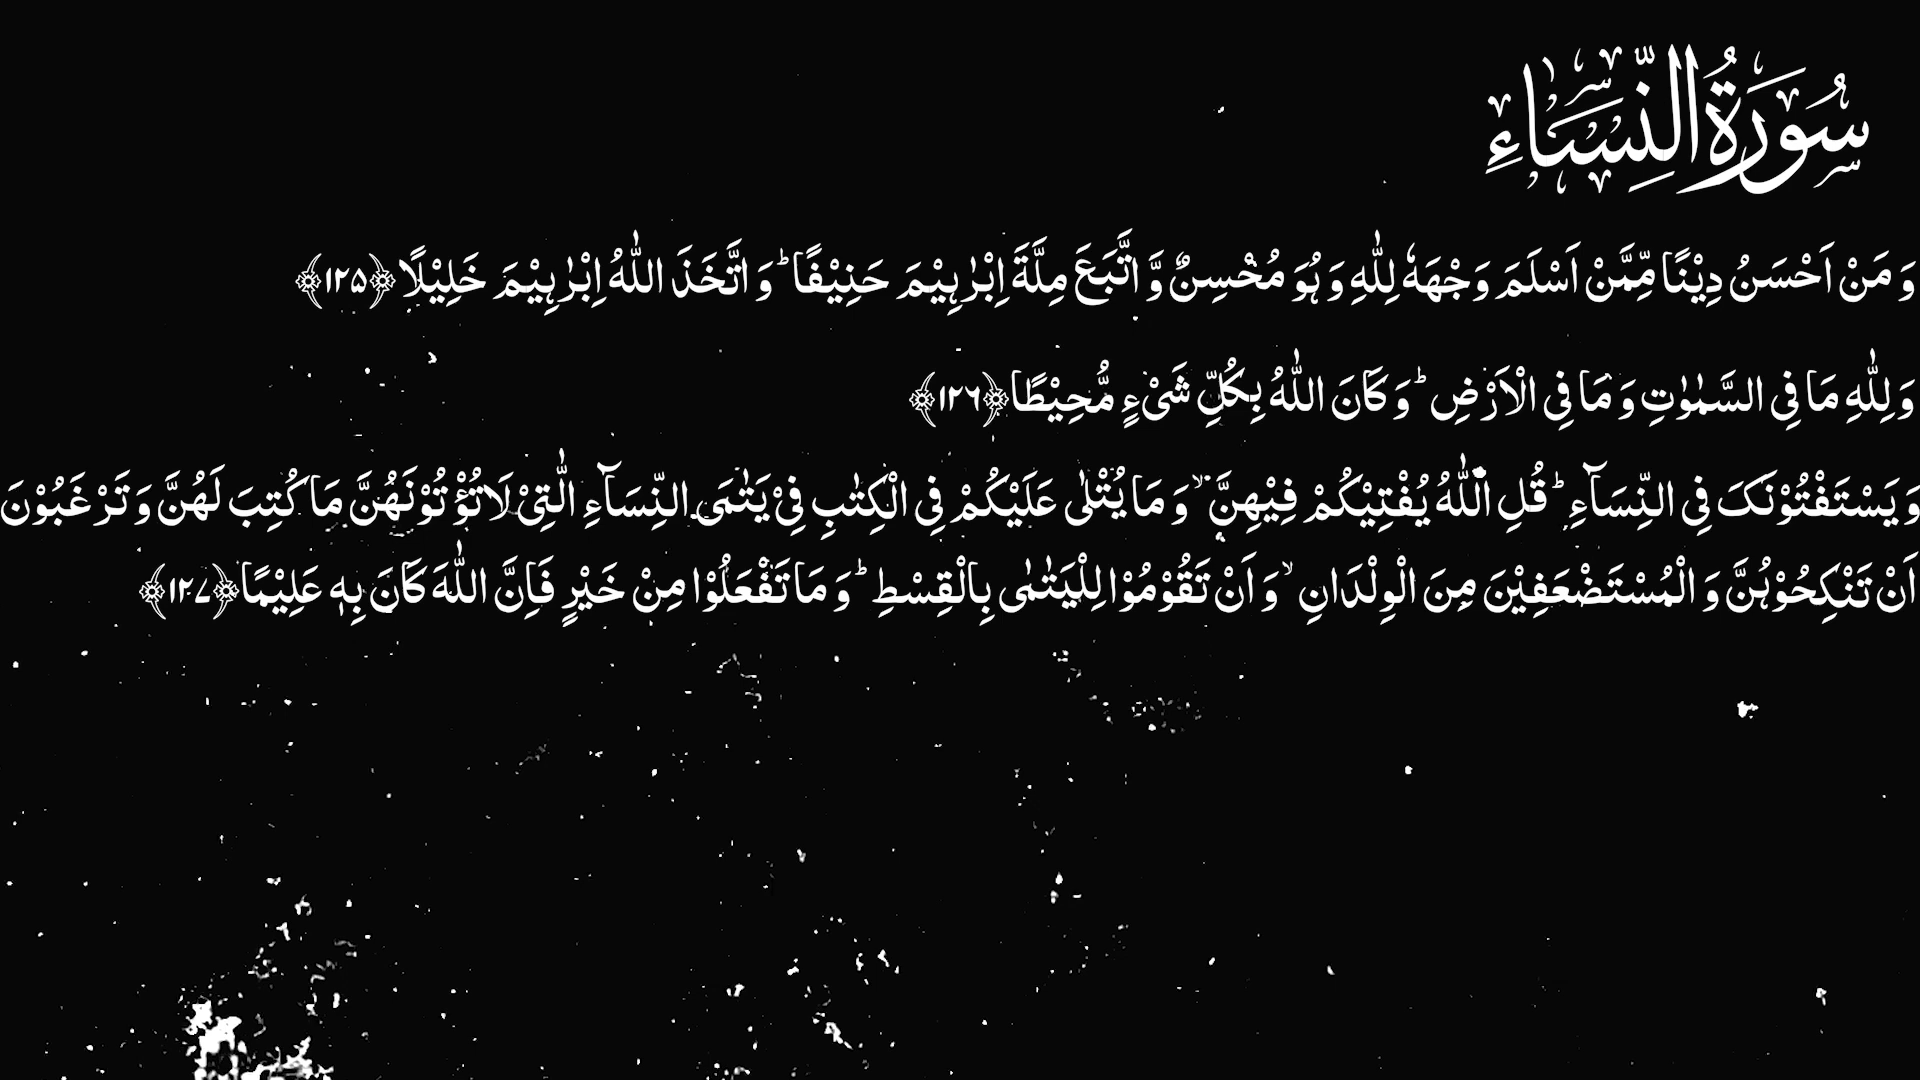 سُورَةُ النِّسَاءِ
وَ مَنْ اَحْسَنُ دِیْنًا مِّمَّنْ اَسْلَمَ وَجْهَهٗ لِلّٰهِ وَ هُوَ مُحْسِنٌ وَّ اتَّبَعَ مِلَّةَ اِبْرٰهِیْمَ حَنِیْفًا ؕ وَ اتَّخَذَ اللّٰهُ اِبْرٰهِیْمَ خَلِیْلًا ﴿۱۲۵﴾
وَ لِلّٰهِ مَا فِی السَّمٰوٰتِ وَ مَا فِی الْاَرْضِ ؕ وَ كَانَ اللّٰهُ بِكُلِّ شَیْءٍ مُّحِیْطًا ﴿۱۲۶﴾
وَ یَسْتَفْتُوْنَكَ فِی النِّسَآءِ ؕ قُلِ اللّٰهُ یُفْتِیْكُمْ فِیْهِنَّ ۙ وَ مَا یُتْلٰی عَلَیْكُمْ فِی الْكِتٰبِ فِیْ یَتٰمَی النِّسَآءِ الّٰتِیْ لَا تُؤْتُوْنَهُنَّ مَا كُتِبَ لَهُنَّ وَ تَرْغَبُوْنَ
اَنْ تَنْكِحُوْهُنَّ وَ الْمُسْتَضْعَفِیْنَ مِنَ الْوِلْدَانِ ۙ وَ اَنْ تَقُوْمُوْا لِلْیَتٰمٰی بِالْقِسْطِ ؕ وَ مَا تَفْعَلُوْا مِنْ خَیْرٍ فَاِنَّ اللّٰهَ كَانَ بِهٖ عَلِیْمًا ﴿۱۲۷﴾